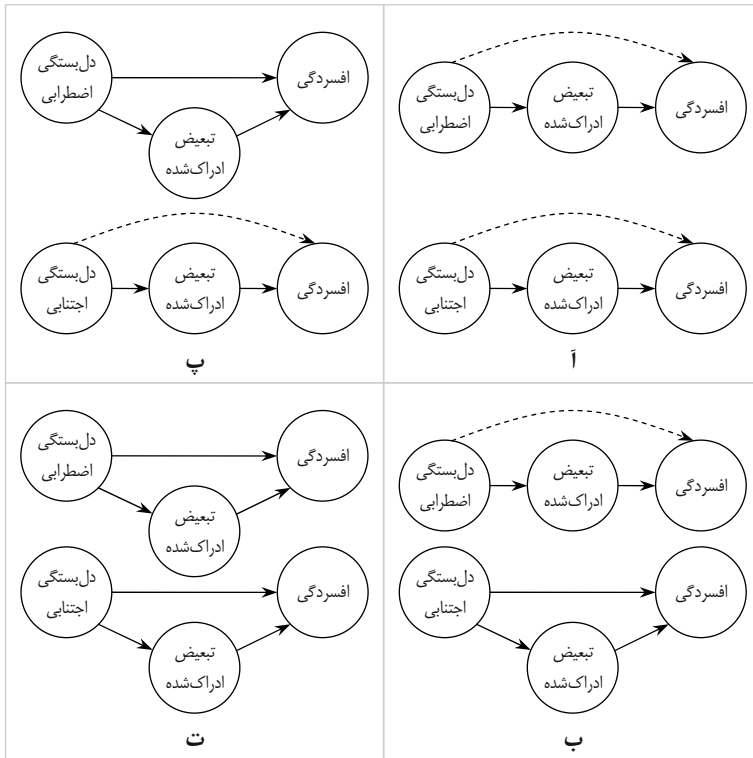 دل‌بستگی
اضطرابی
تبعیض
ادراک‌شده
افسردگی
دل‌بستگی
اجتنابی
تبعیض
ادراک‌شده
افسردگی
آ
دل‌بستگی
اضطرابی
تبعیض
ادراک‌شده
افسردگی
دل‌بستگی
اجتنابی
تبعیض
ادراک‌شده
افسردگی
پ
دل‌بستگی
اضطرابی
تبعیض
ادراک‌شده
افسردگی
دل‌بستگی
اجتنابی
تبعیض
ادراک‌شده
افسردگی
ب
دل‌بستگی
اضطرابی
تبعیض
ادراک‌شده
افسردگی
دل‌بستگی
اجتنابی
تبعیض
ادراک‌شده
افسردگی
ت